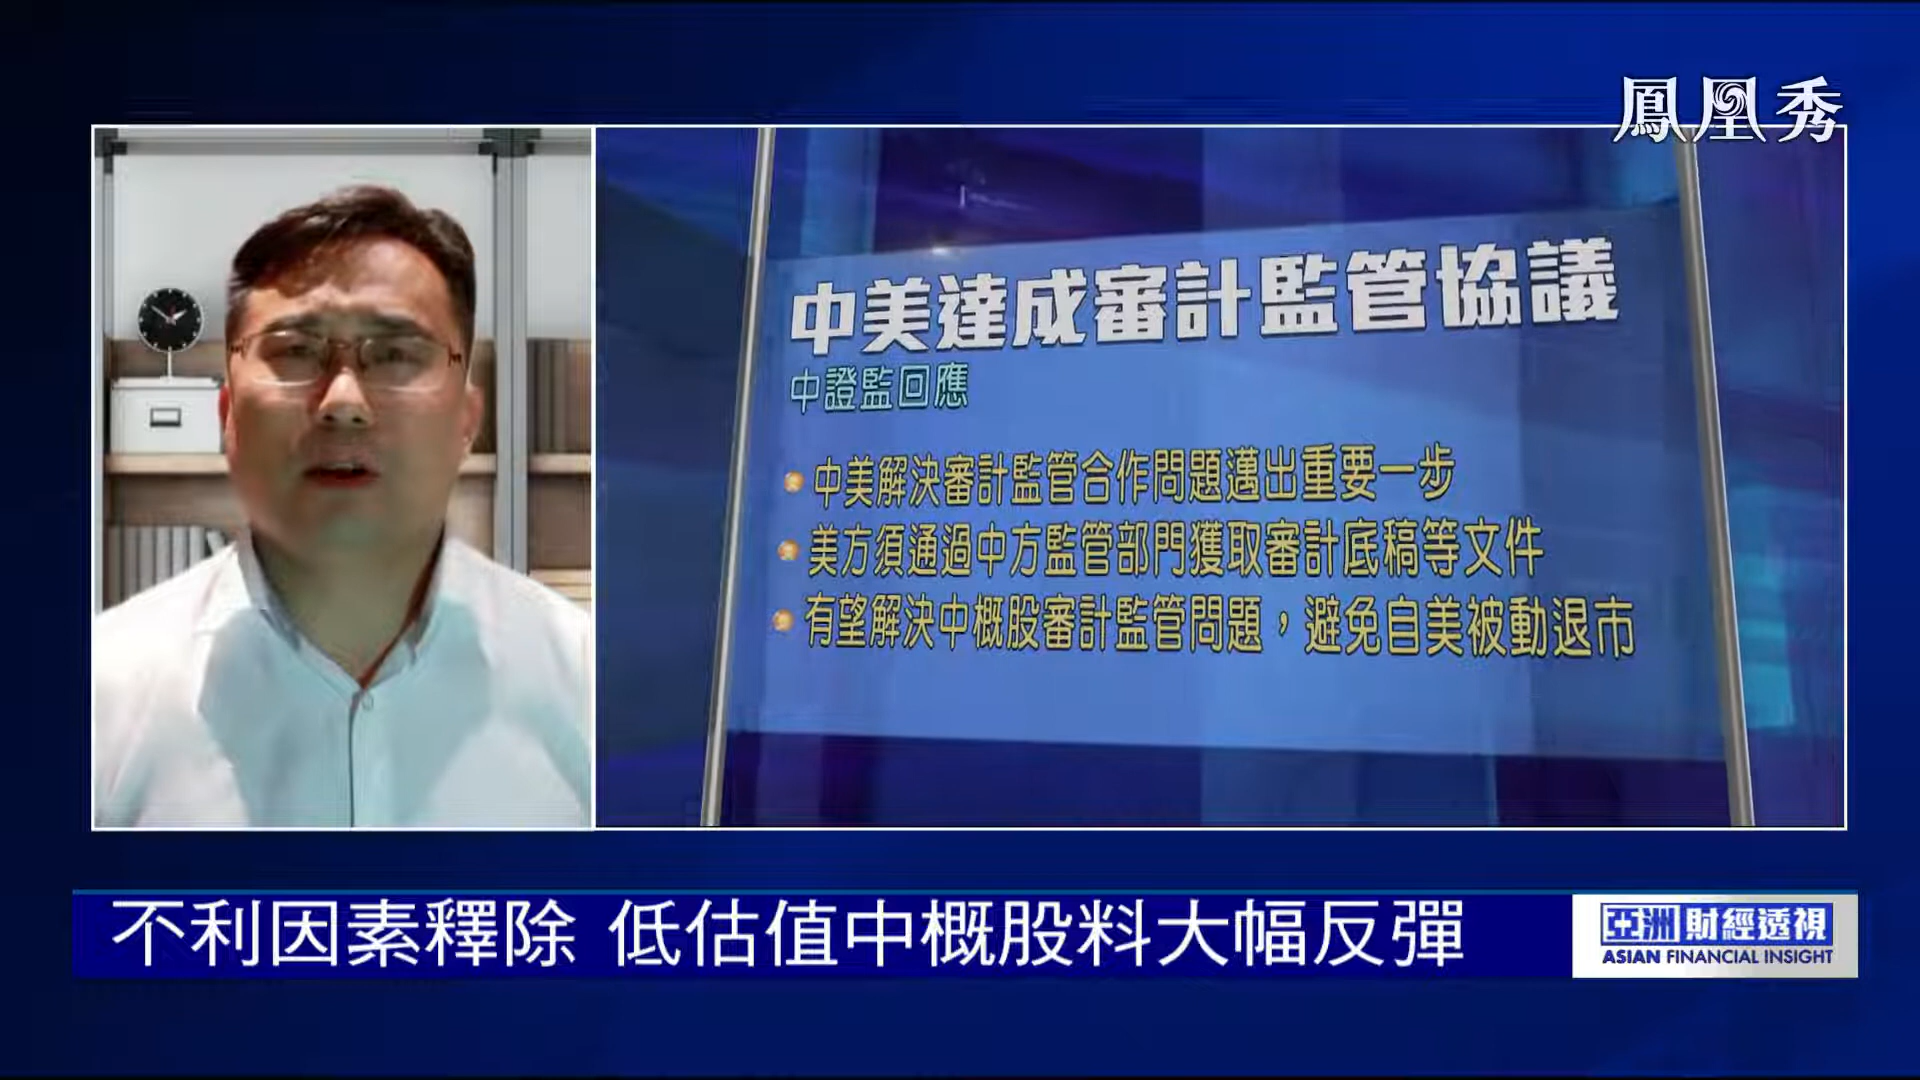 鳳凰秀
中美達成審計監管協議
中證監回應
中美解決審計監管合作問題邁出重要一步
美方須通過中方監管部門獲取審計底稿等文件
有望解決中概股審計監管問題，避免自美被動退市
不利因素釋除 低估值中概股料大幅反彈
亞洲財經透視
ASIAN FINANCIAL INSIGHT